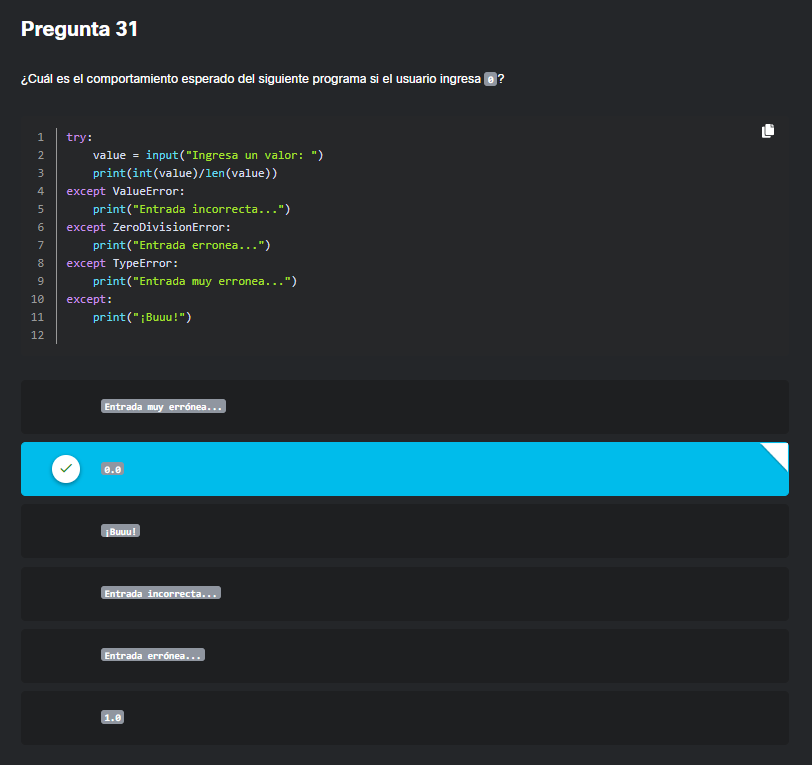 Pregunta 31
¿Cuál es el comportamiento esperado del siguiente programa si el usuario ingresa 0?
1 try:
2     value = input("Ingresa un valor: ")
3     print(int(value)/len(value))
4 except ValueError:
5     print("Entrada incorrecta...")
6 except ZeroDivisionError:
7     print("Entrada erronea...")
8 except TypeError:
9     print("Entrada muy erronea...")
10 except:
11     print("¡Buuu!")
12
Entrada muy errónea...
0.0
¡Buuu!
Entrada incorrecta...
Entrada errónea...
1.0